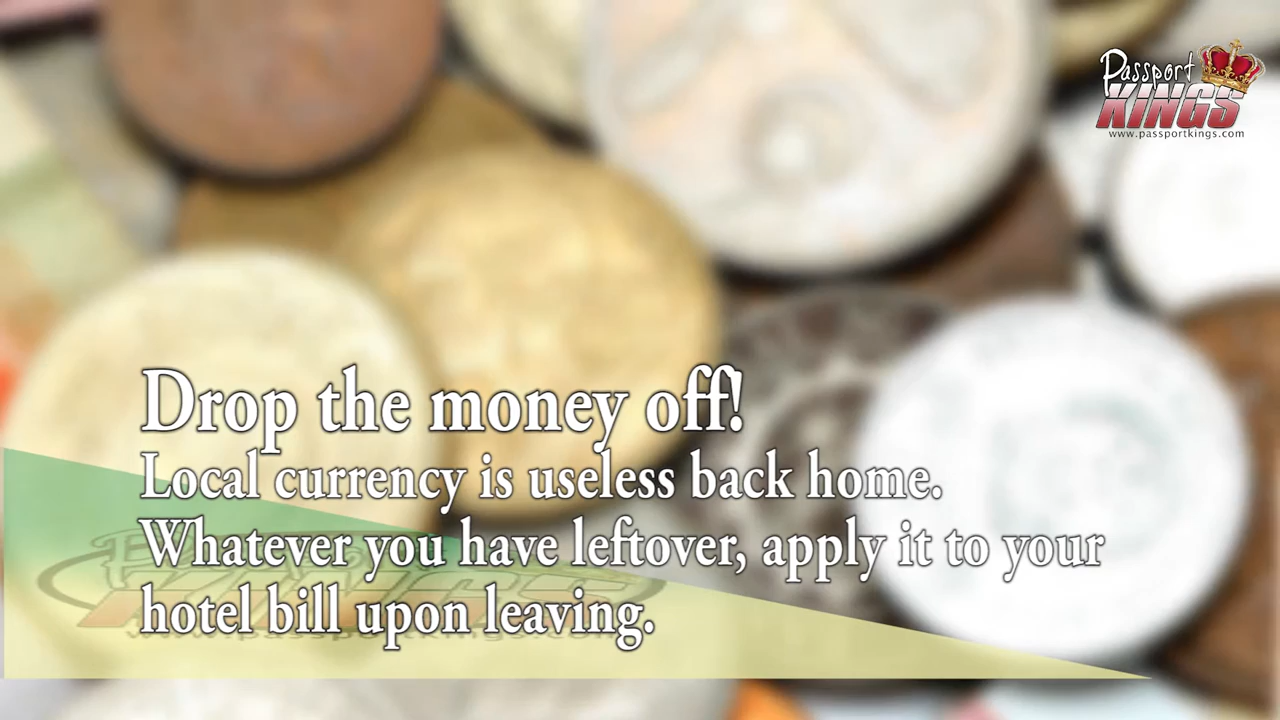 Passport
KINGS
www.passportkings.com
Drop the money off!
Local currency is useless back home.
Whatever you have leftover, apply it to your
hotel bill upon leaving.